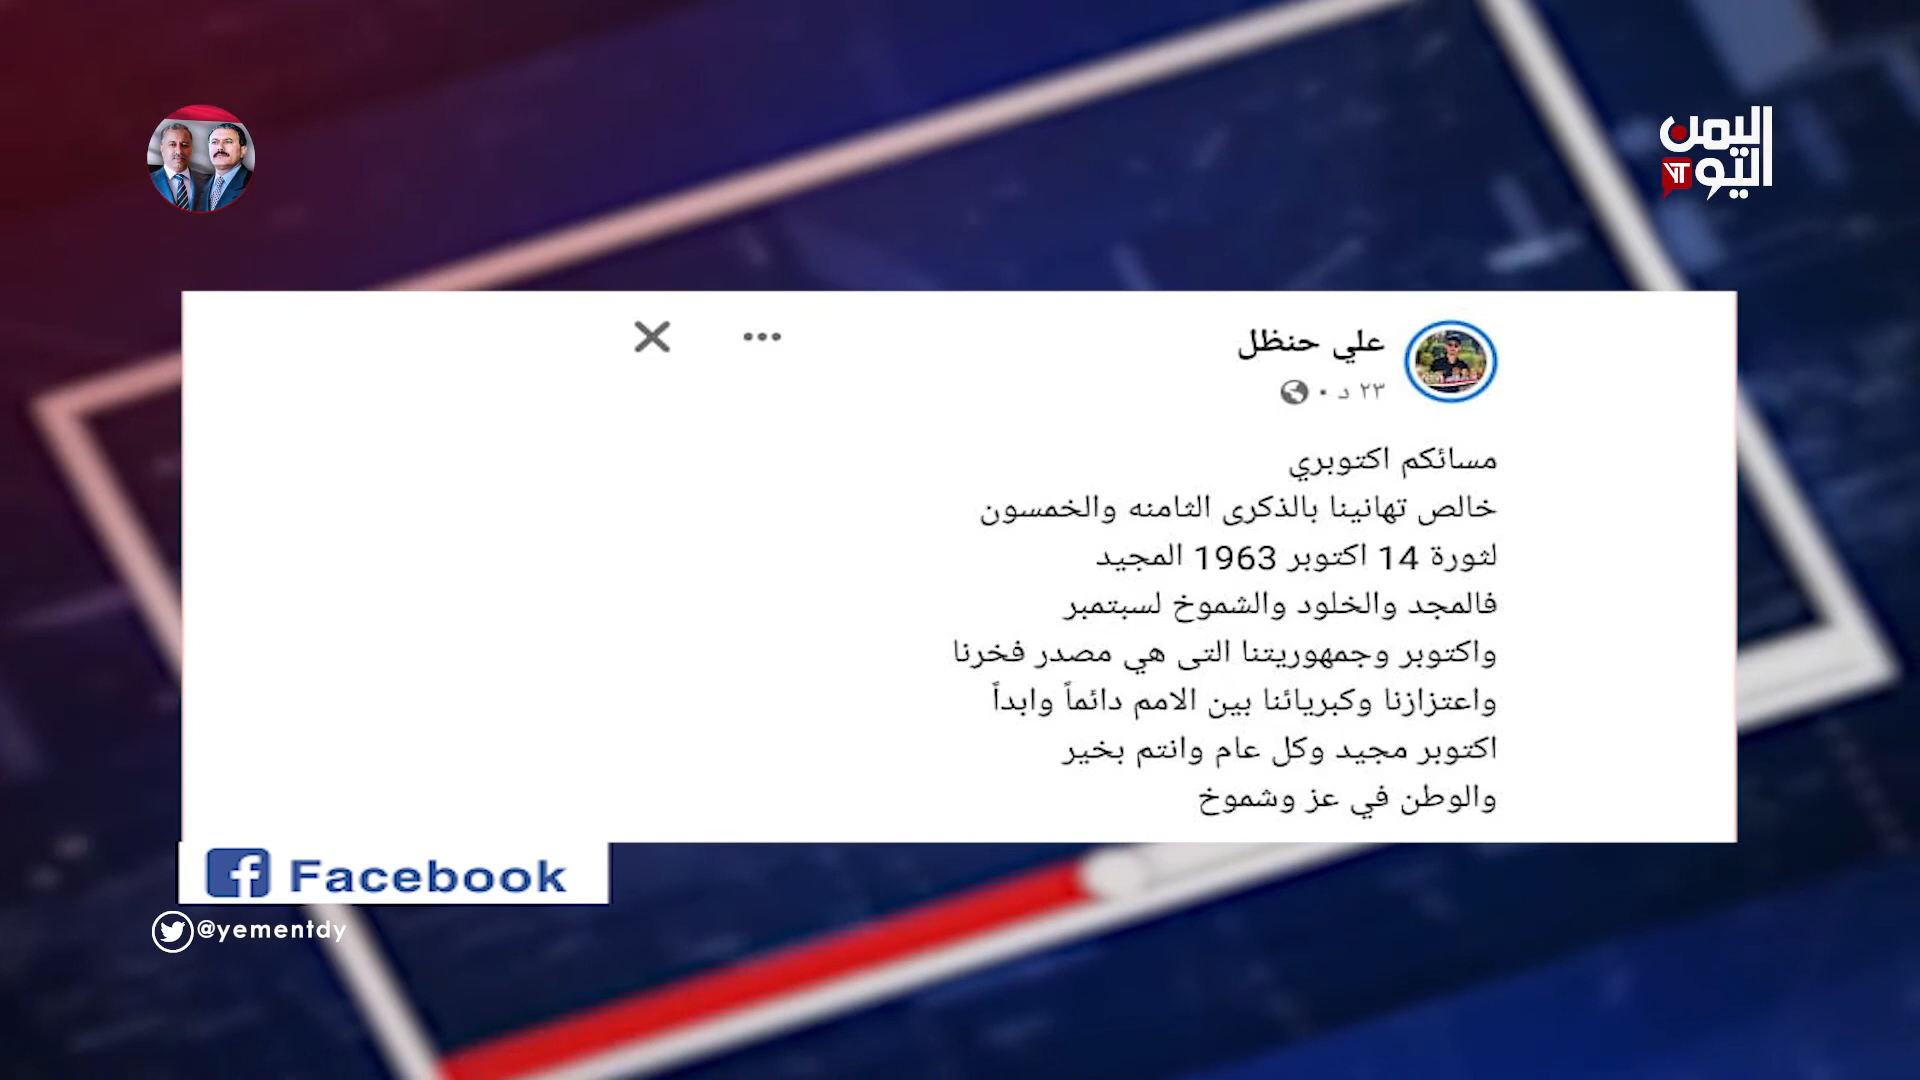 اليمن
اليوم
YT
علي حنظل
٢٣ د ·
مسائكم اكتوبري
خالص تهانينا بالذكرى الثامنه والخمسون
لثورة 14 اكتوبر 1963 المجيد
فالمجد والخلود والشموخ لسبتمبر
واكتوبر وجمهوريتنا التى هي مصدر فخرنا
واعتزازنا وكبريائنا بين الامم دائماً وابداً
اكتوبر مجيد وكل عام وانتم بخير
والوطن في عز وشموخ
Facebook
@yementdy